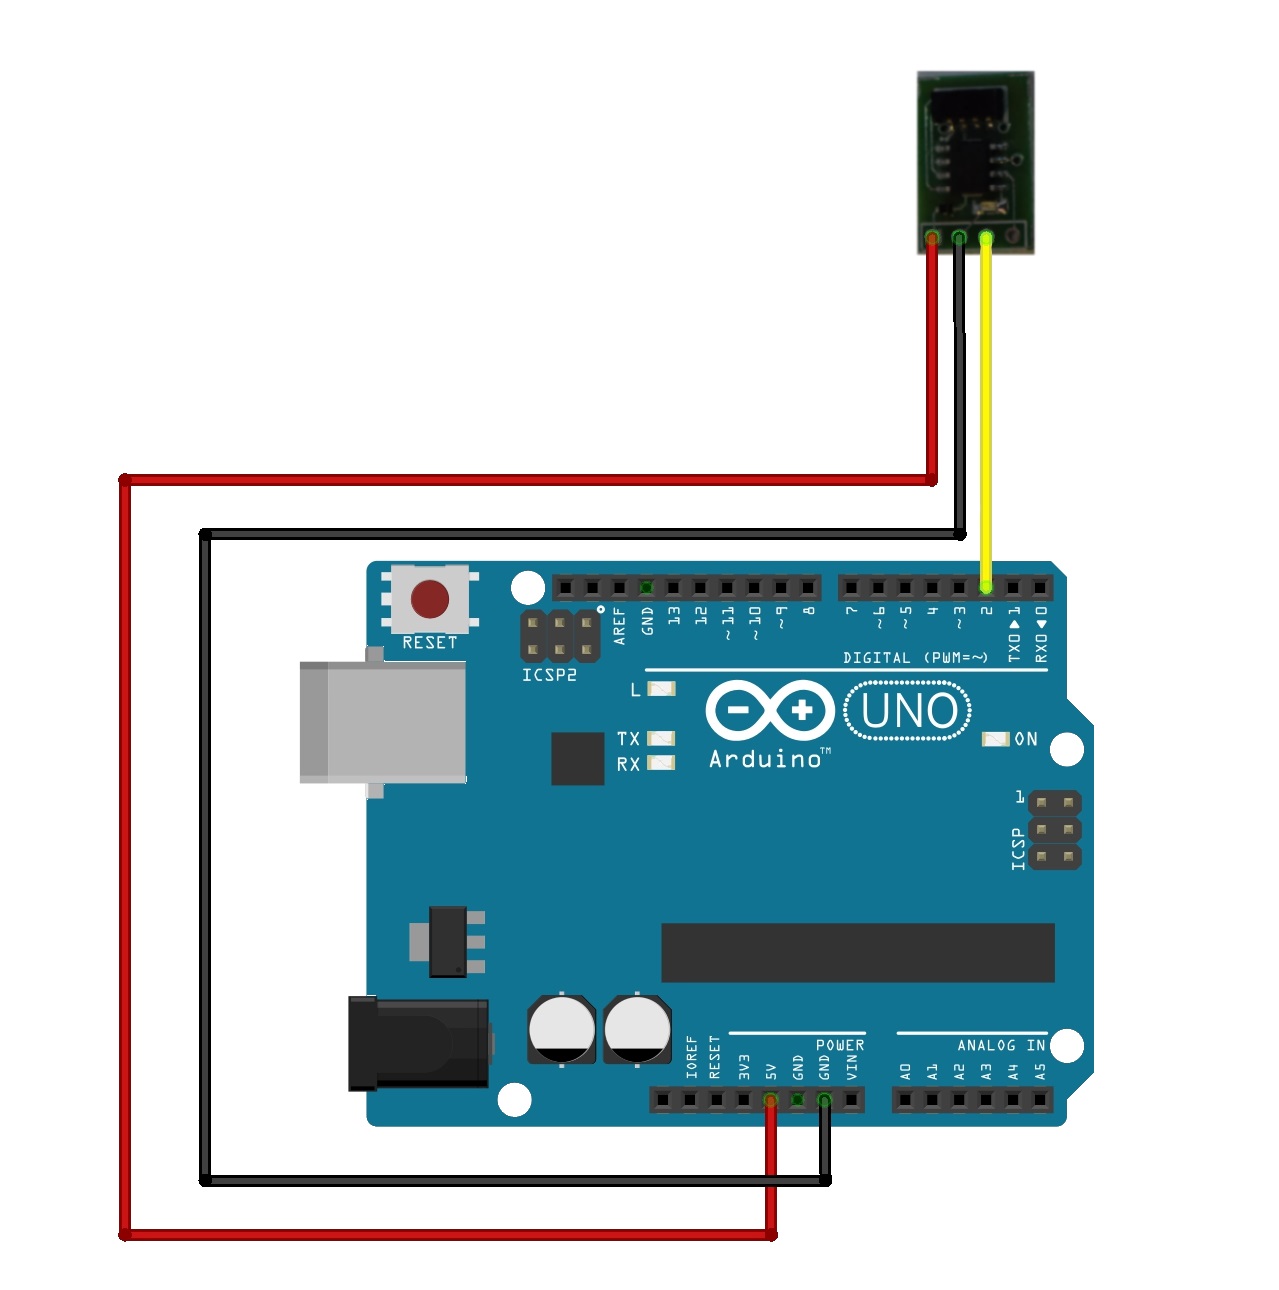 RESET
ICSP2
AREF
GND
13
12
~11
~10
~9
8
7
~6
~5
4
~3
2
TX0▶1
RX0◀0
DIGITAL (PWM=~)
L
TX
RX
Arduino™
UNO
ON
1
ICSP
POWER
ANALOG IN
IOREF
RESET
3V3
5V
GND
GND
VIN
A0
A1
A2
A3
A4
A5